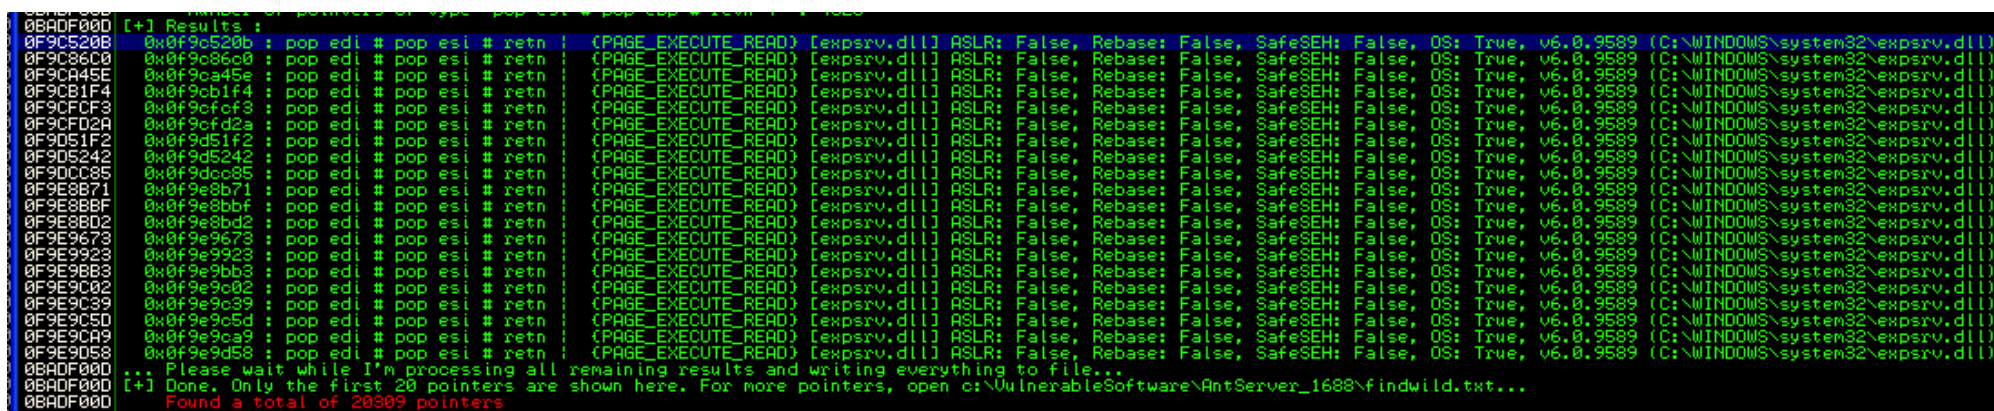 0BADF00D     Number of pointers of type 'pop esi # pop ebp # retn
0BADF00D [+] Results :
0F9C520B   0x0f9c520b : pop edi # pop esi # retn |  {PAGE_EXECUTE_READ} [expsrv.dll] ASLR: False, Rebase: False, SafeSEH: False, OS: True, v6.0.9589 (C:\WINDOWS\system32\expsrv.dll)
0F9C86C0   0x0f9c86c0 : pop edi # pop esi # retn |  {PAGE_EXECUTE_READ} [expsrv.dll] ASLR: False, Rebase: False, SafeSEH: False, OS: True, v6.0.9589 (C:\WINDOWS\system32\expsrv.dll)
0F9CA45E   0x0f9ca45e : pop edi # pop esi # retn |  {PAGE_EXECUTE_READ} [expsrv.dll] ASLR: False, Rebase: False, SafeSEH: False, OS: True, v6.0.9589 (C:\WINDOWS\system32\expsrv.dll)
0F9CB1F4   0x0f9cb1f4 : pop edi # pop esi # retn |  {PAGE_EXECUTE_READ} [expsrv.dll] ASLR: False, Rebase: False, SafeSEH: False, OS: True, v6.0.9589 (C:\WINDOWS\system32\expsrv.dll)
0F9CFCF3   0x0f9cfcf3 : pop edi # pop esi # retn |  {PAGE_EXECUTE_READ} [expsrv.dll] ASLR: False, Rebase: False, SafeSEH: False, OS: True, v6.0.9589 (C:\WINDOWS\system32\expsrv.dll)
0F9CFD2A   0x0f9cfd2a : pop edi # pop esi # retn |  {PAGE_EXECUTE_READ} [expsrv.dll] ASLR: False, Rebase: False, SafeSEH: False, OS: True, v6.0.9589 (C:\WINDOWS\system32\expsrv.dll)
0F9D51F2   0x0f9d51f2 : pop edi # pop esi # retn |  {PAGE_EXECUTE_READ} [expsrv.dll] ASLR: False, Rebase: False, SafeSEH: False, OS: True, v6.0.9589 (C:\WINDOWS\system32\expsrv.dll)
0F9D5242   0x0f9d5242 : pop edi # pop esi # retn |  {PAGE_EXECUTE_READ} [expsrv.dll] ASLR: False, Rebase: False, SafeSEH: False, OS: True, v6.0.9589 (C:\WINDOWS\system32\expsrv.dll)
0F9DCC85   0x0f9dcc85 : pop edi # pop esi # retn |  {PAGE_EXECUTE_READ} [expsrv.dll] ASLR: False, Rebase: False, SafeSEH: False, OS: True, v6.0.9589 (C:\WINDOWS\system32\expsrv.dll)
0F9E8B71   0x0f9e8b71 : pop edi # pop esi # retn |  {PAGE_EXECUTE_READ} [expsrv.dll] ASLR: False, Rebase: False, SafeSEH: False, OS: True, v6.0.9589 (C:\WINDOWS\system32\expsrv.dll)
0F9E8BBF   0x0f9e8bbf : pop edi # pop esi # retn |  {PAGE_EXECUTE_READ} [expsrv.dll] ASLR: False, Rebase: False, SafeSEH: False, OS: True, v6.0.9589 (C:\WINDOWS\system32\expsrv.dll)
0F9E8BD2   0x0f9e8bd2 : pop edi # pop esi # retn |  {PAGE_EXECUTE_READ} [expsrv.dll] ASLR: False, Rebase: False, SafeSEH: False, OS: True, v6.0.9589 (C:\WINDOWS\system32\expsrv.dll)
0F9E9673   0x0f9e9673 : pop edi # pop esi # retn |  {PAGE_EXECUTE_READ} [expsrv.dll] ASLR: False, Rebase: False, SafeSEH: False, OS: True, v6.0.9589 (C:\WINDOWS\system32\expsrv.dll)
0F9E9923   0x0f9e9923 : pop edi # pop esi # retn |  {PAGE_EXECUTE_READ} [expsrv.dll] ASLR: False, Rebase: False, SafeSEH: False, OS: True, v6.0.9589 (C:\WINDOWS\system32\expsrv.dll)
0F9E9BB3   0x0f9e9bb3 : pop edi # pop esi # retn |  {PAGE_EXECUTE_READ} [expsrv.dll] ASLR: False, Rebase: False, SafeSEH: False, OS: True, v6.0.9589 (C:\WINDOWS\system32\expsrv.dll)
0F9E9C02   0x0f9e9c02 : pop edi # pop esi # retn |  {PAGE_EXECUTE_READ} [expsrv.dll] ASLR: False, Rebase: False, SafeSEH: False, OS: True, v6.0.9589 (C:\WINDOWS\system32\expsrv.dll)
0F9E9C39   0x0f9e9c39 : pop edi # pop esi # retn |  {PAGE_EXECUTE_READ} [expsrv.dll] ASLR: False, Rebase: False, SafeSEH: False, OS: True, v6.0.9589 (C:\WINDOWS\system32\expsrv.dll)
0F9E9C5D   0x0f9e9c5d : pop edi # pop esi # retn |  {PAGE_EXECUTE_READ} [expsrv.dll] ASLR: False, Rebase: False, SafeSEH: False, OS: True, v6.0.9589 (C:\WINDOWS\system32\expsrv.dll)
0F9E9CA9   0x0f9e9ca9 : pop edi # pop esi # retn |  {PAGE_EXECUTE_READ} [expsrv.dll] ASLR: False, Rebase: False, SafeSEH: False, OS: True, v6.0.9589 (C:\WINDOWS\system32\expsrv.dll)
0F9E9D58   0x0f9e9d58 : pop edi # pop esi # retn |  {PAGE_EXECUTE_READ} [expsrv.dll] ASLR: False, Rebase: False, SafeSEH: False, OS: True, v6.0.9589 (C:\WINDOWS\system32\expsrv.dll)
0BADF00D ... Please wait while I'm processing all remaining results and writing everything to file...
0BADF00D [+] Done. Only the first 20 pointers are shown here. For more pointers, open c:\VulnerableSoftware\AntServer_1688\findwild.txt...
0BADF00D     Found a total of 20309 pointers